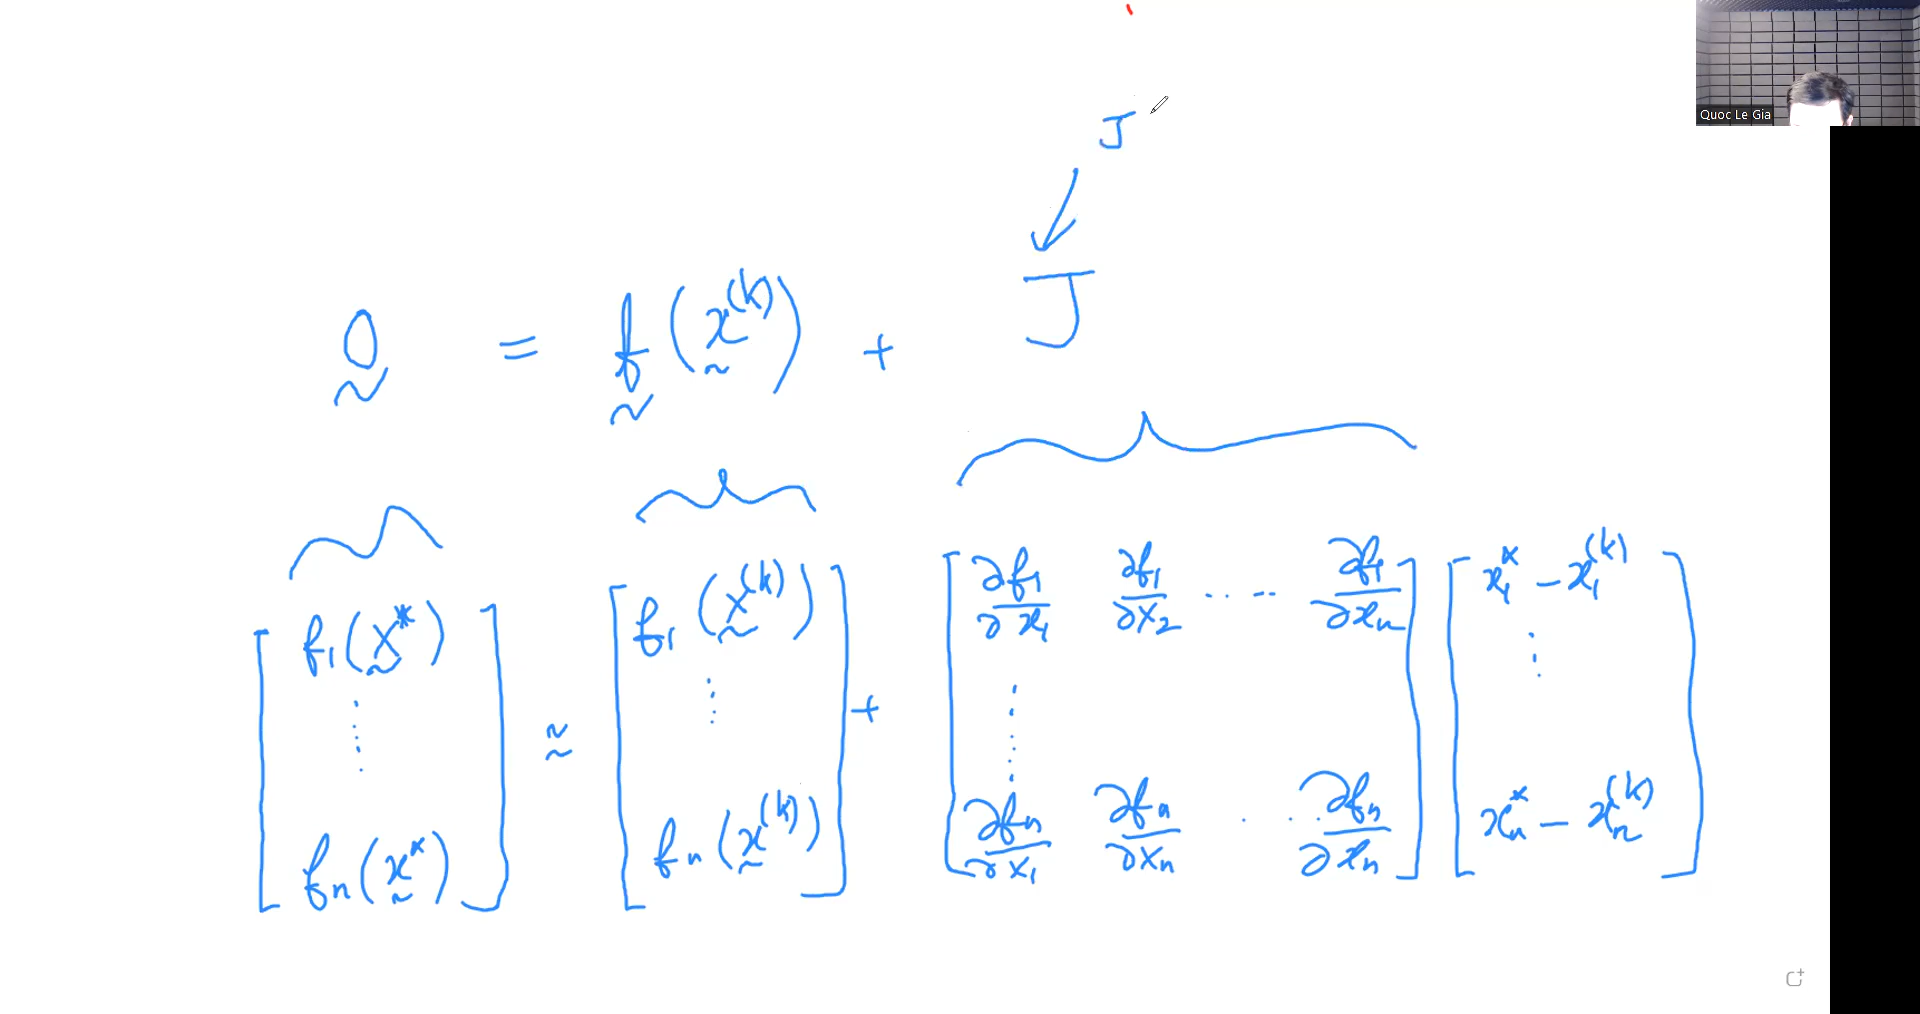 Quoc Le Gia
J
J
0 = f(x^(k)) +
[f₁(x*) ⋮ fₙ(x*)] ≈ [f₁(x^(k)) ⋮ fₙ(x^(k))] + [∂f₁/∂x₁ ∂f₁/∂x₂ ⋯ ∂f₁/∂xₙ ⋮ ∂fₙ/∂x₁ ∂fₙ/∂xₙ ⋯ ∂fₙ/∂xₙ] [x₁* − x₁^(k) ⋮ xₙ* − xₙ^(k)]